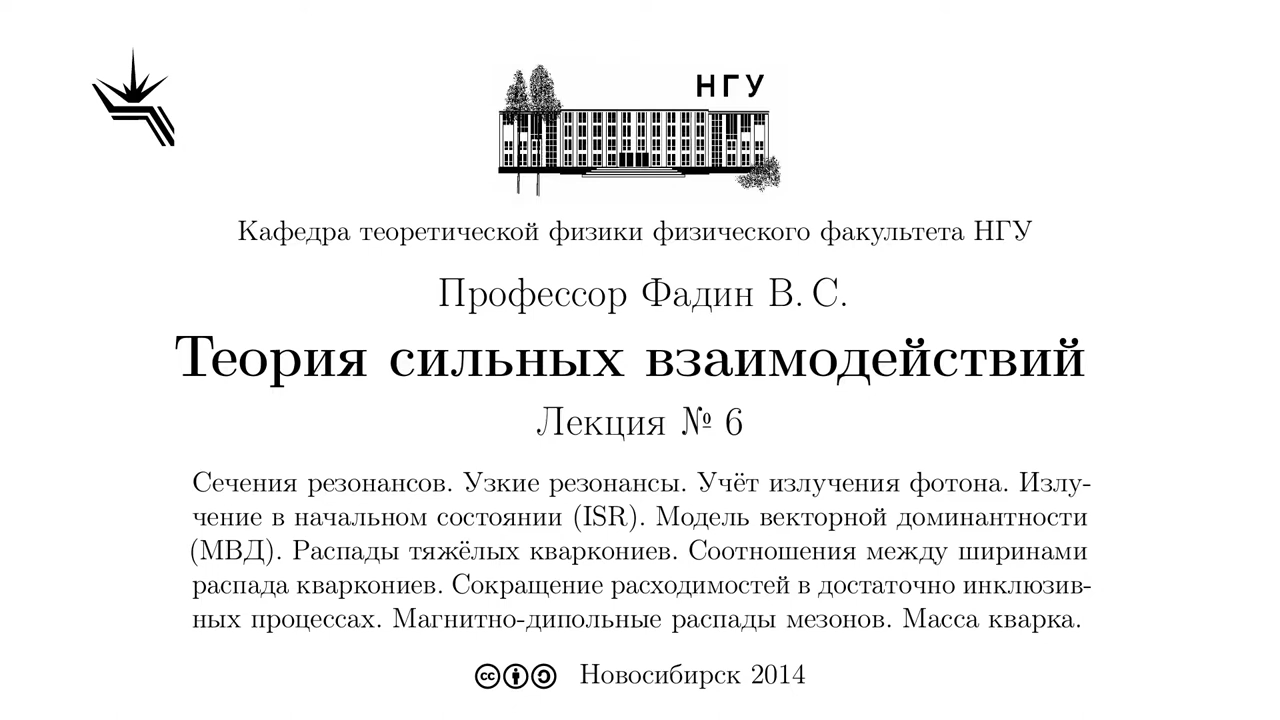 НГУ
Кафедра теоретической физики физического факультета НГУ
Профессор Фадин В. С.
Теория сильных взаимодействий
Лекция № 6
Сечения резонансов. Узкие резонансы. Учёт излучения фотона. Излу-
чение в начальном состоянии (ISR). Модель векторной доминантности
(МВД). Распады тяжёлых кваркониев. Соотношения между ширинами
распада кваркониев. Сокращение расходимостей в достаточно инклюзив-
ных процессах. Магнитно-дипольные распады мезонов. Масса кварка.
cc Новосибирск 2014